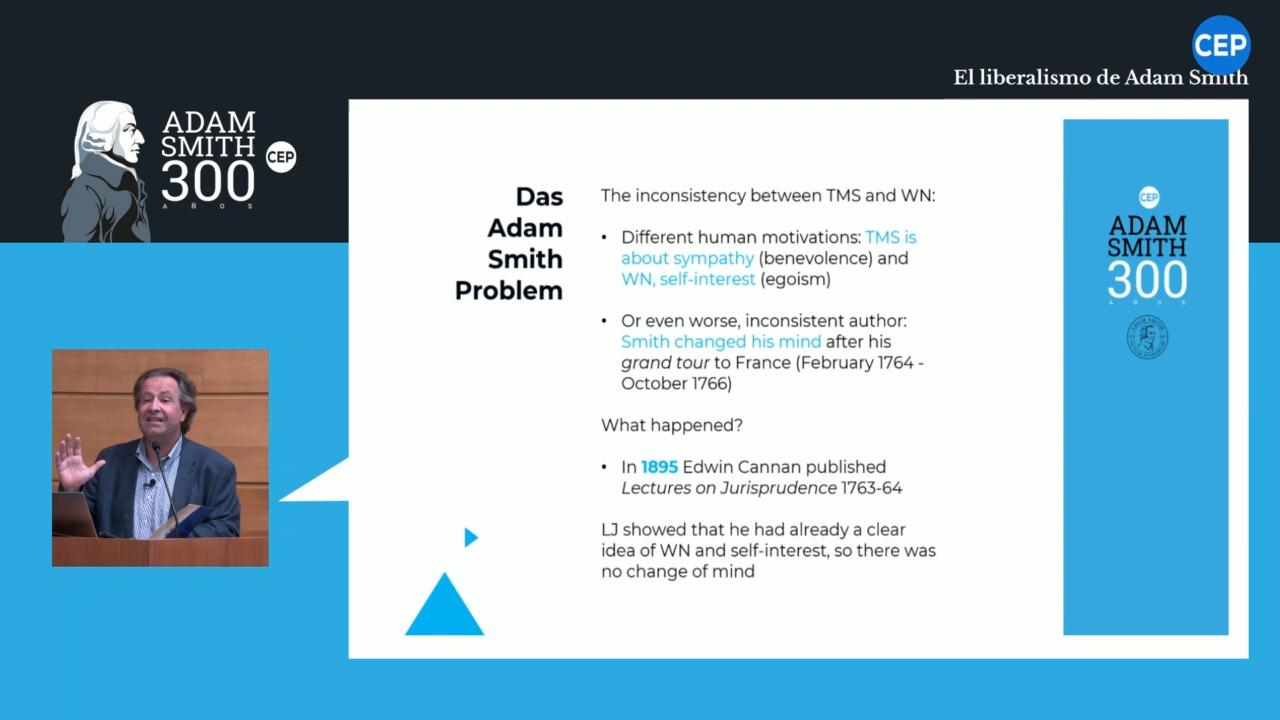 CEP
El liberalismo de Adam Smith
ADAM
SMITH
300
AÑOS
CEP
Das
Adam
Smith
Problem
The inconsistency between TMS and WN:
• Different human motivations: TMS is
about sympathy (benevolence) and
WN, self-interest (egoism)
• Or even worse, inconsistent author:
Smith changed his mind after his
grand tour to France (February 1764 -
October 1766)
What happened?
• In 1895 Edwin Cannan published
Lectures on Jurisprudence 1763-64
LJ showed that he had already a clear
idea of WN and self-interest, so there was
no change of mind
CEP
ADAM
SMITH
300
AÑOS